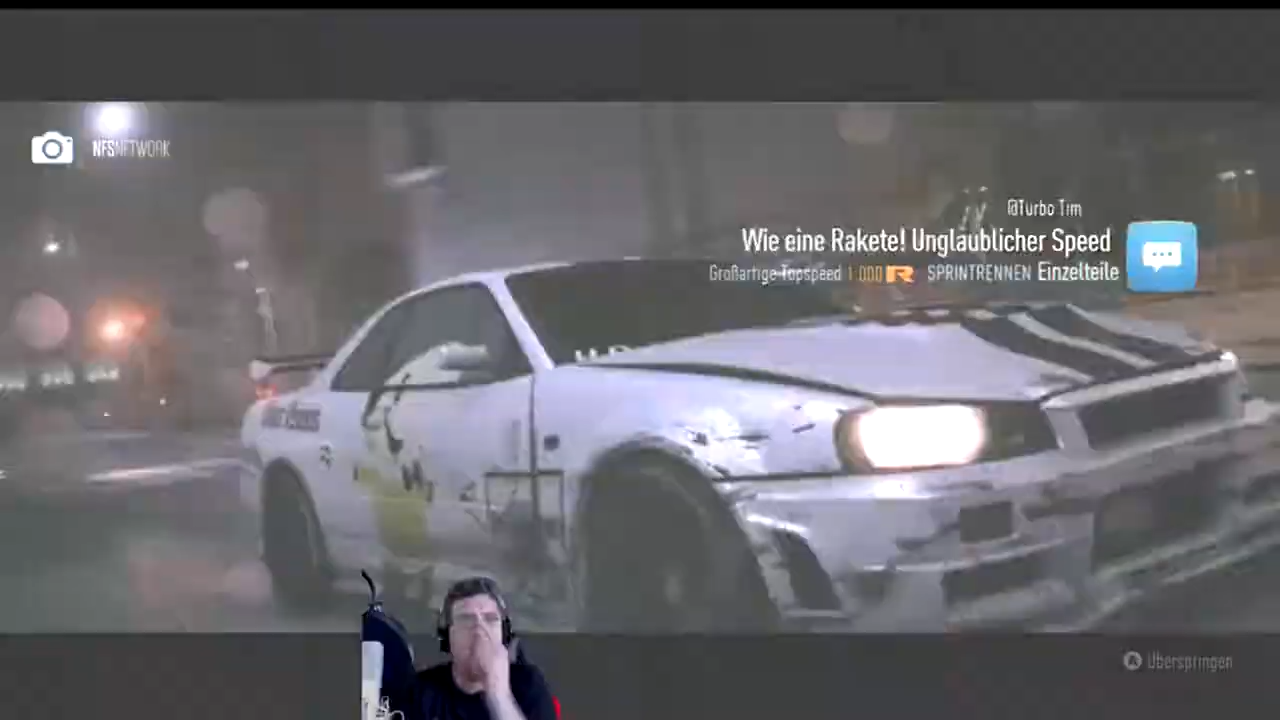 NFSNETWORK
@Turbo Tim
Wie eine Rakete! Unglaublicher Speed
Großartige Topspeed 1.000 R SPRINTRENNEN Einzelteile
A Überspringen